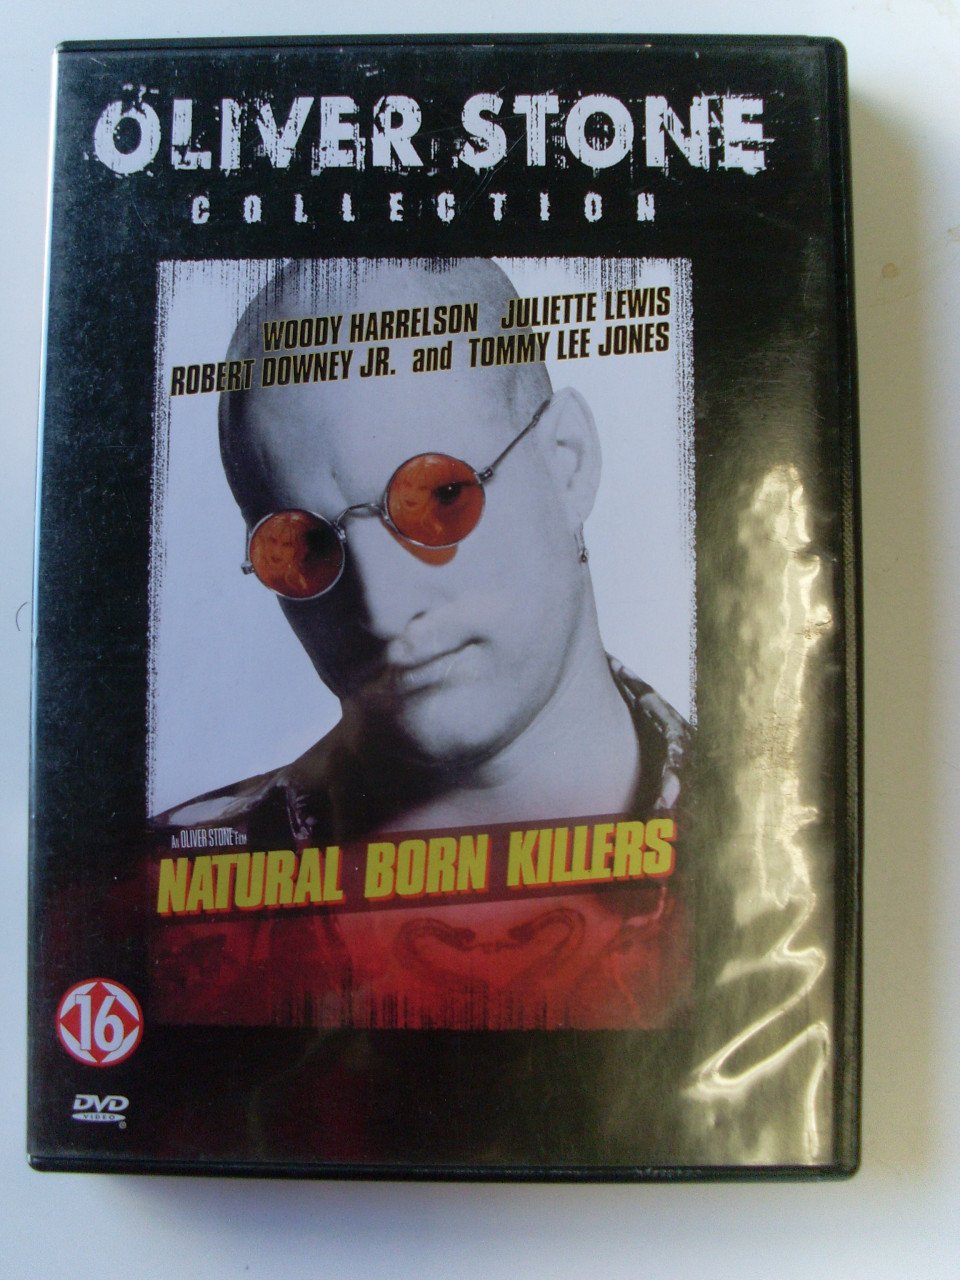 OLIVER STONE
COLLECTION
WOODY HARRELSON JULIETTE LEWIS
ROBERT DOWNEY JR. and TOMMY LEE JONES
AN OLIVER STONE FILM
NATURAL BORN KILLERS
16
DVD
VIDEO